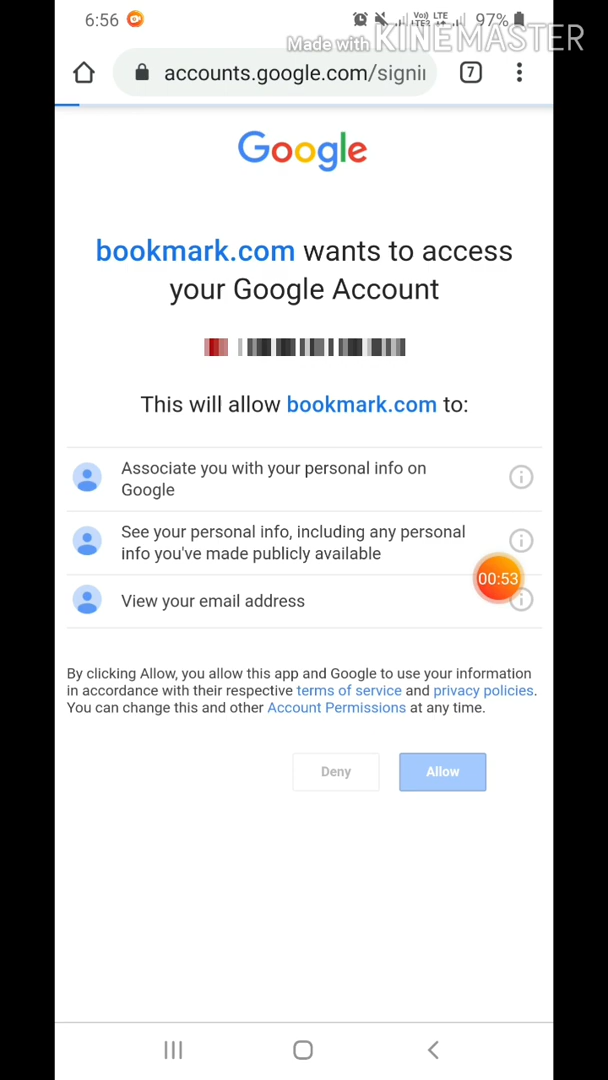 6:56
Vo)) LTE
LTE2
97%
Made with KINEMASTER
accounts.google.com/signi
7
Google
bookmark.com wants to access
your Google Account
This will allow bookmark.com to:
Associate you with your personal info on
Google
See your personal info, including any personal
info you've made publicly available
00:53
View your email address
By clicking Allow, you allow this app and Google to use your information
in accordance with their respective terms of service and privacy policies.
You can change this and other Account Permissions at any time.
Deny
Allow